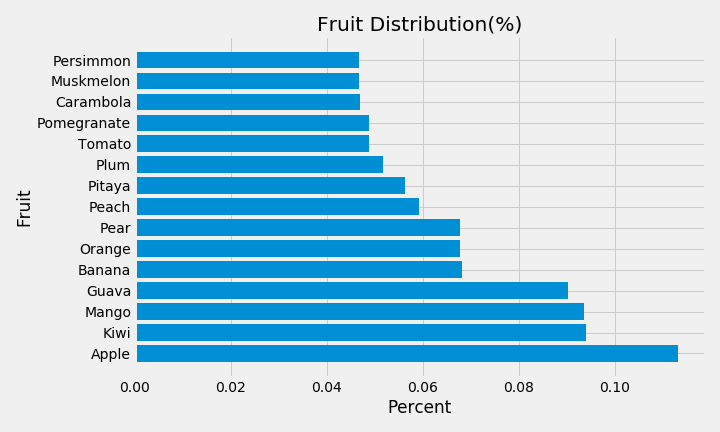 Fruit Distribution(%)
Persimmon
Muskmelon
Carambola
Pomegranate
Tomato
Plum
Pitaya
Peach
Pear
Orange
Banana
Guava
Mango
Kiwi
Apple
Fruit
0.00 0.02 0.04 0.06 0.08 0.10
Percent